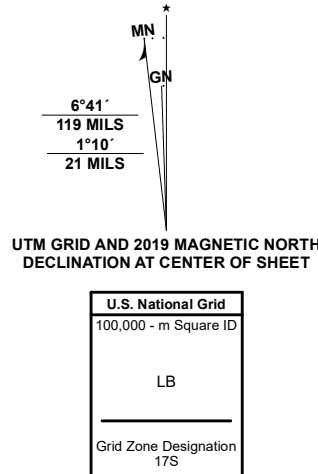 ★
MN
GN
6°41´
119 MILS
1°10´
21 MILS
UTM GRID AND 2019 MAGNETIC NORTH
DECLINATION AT CENTER OF SHEET
U.S. National Grid
100,000 - m Square ID
LB
Grid Zone Designation
17S